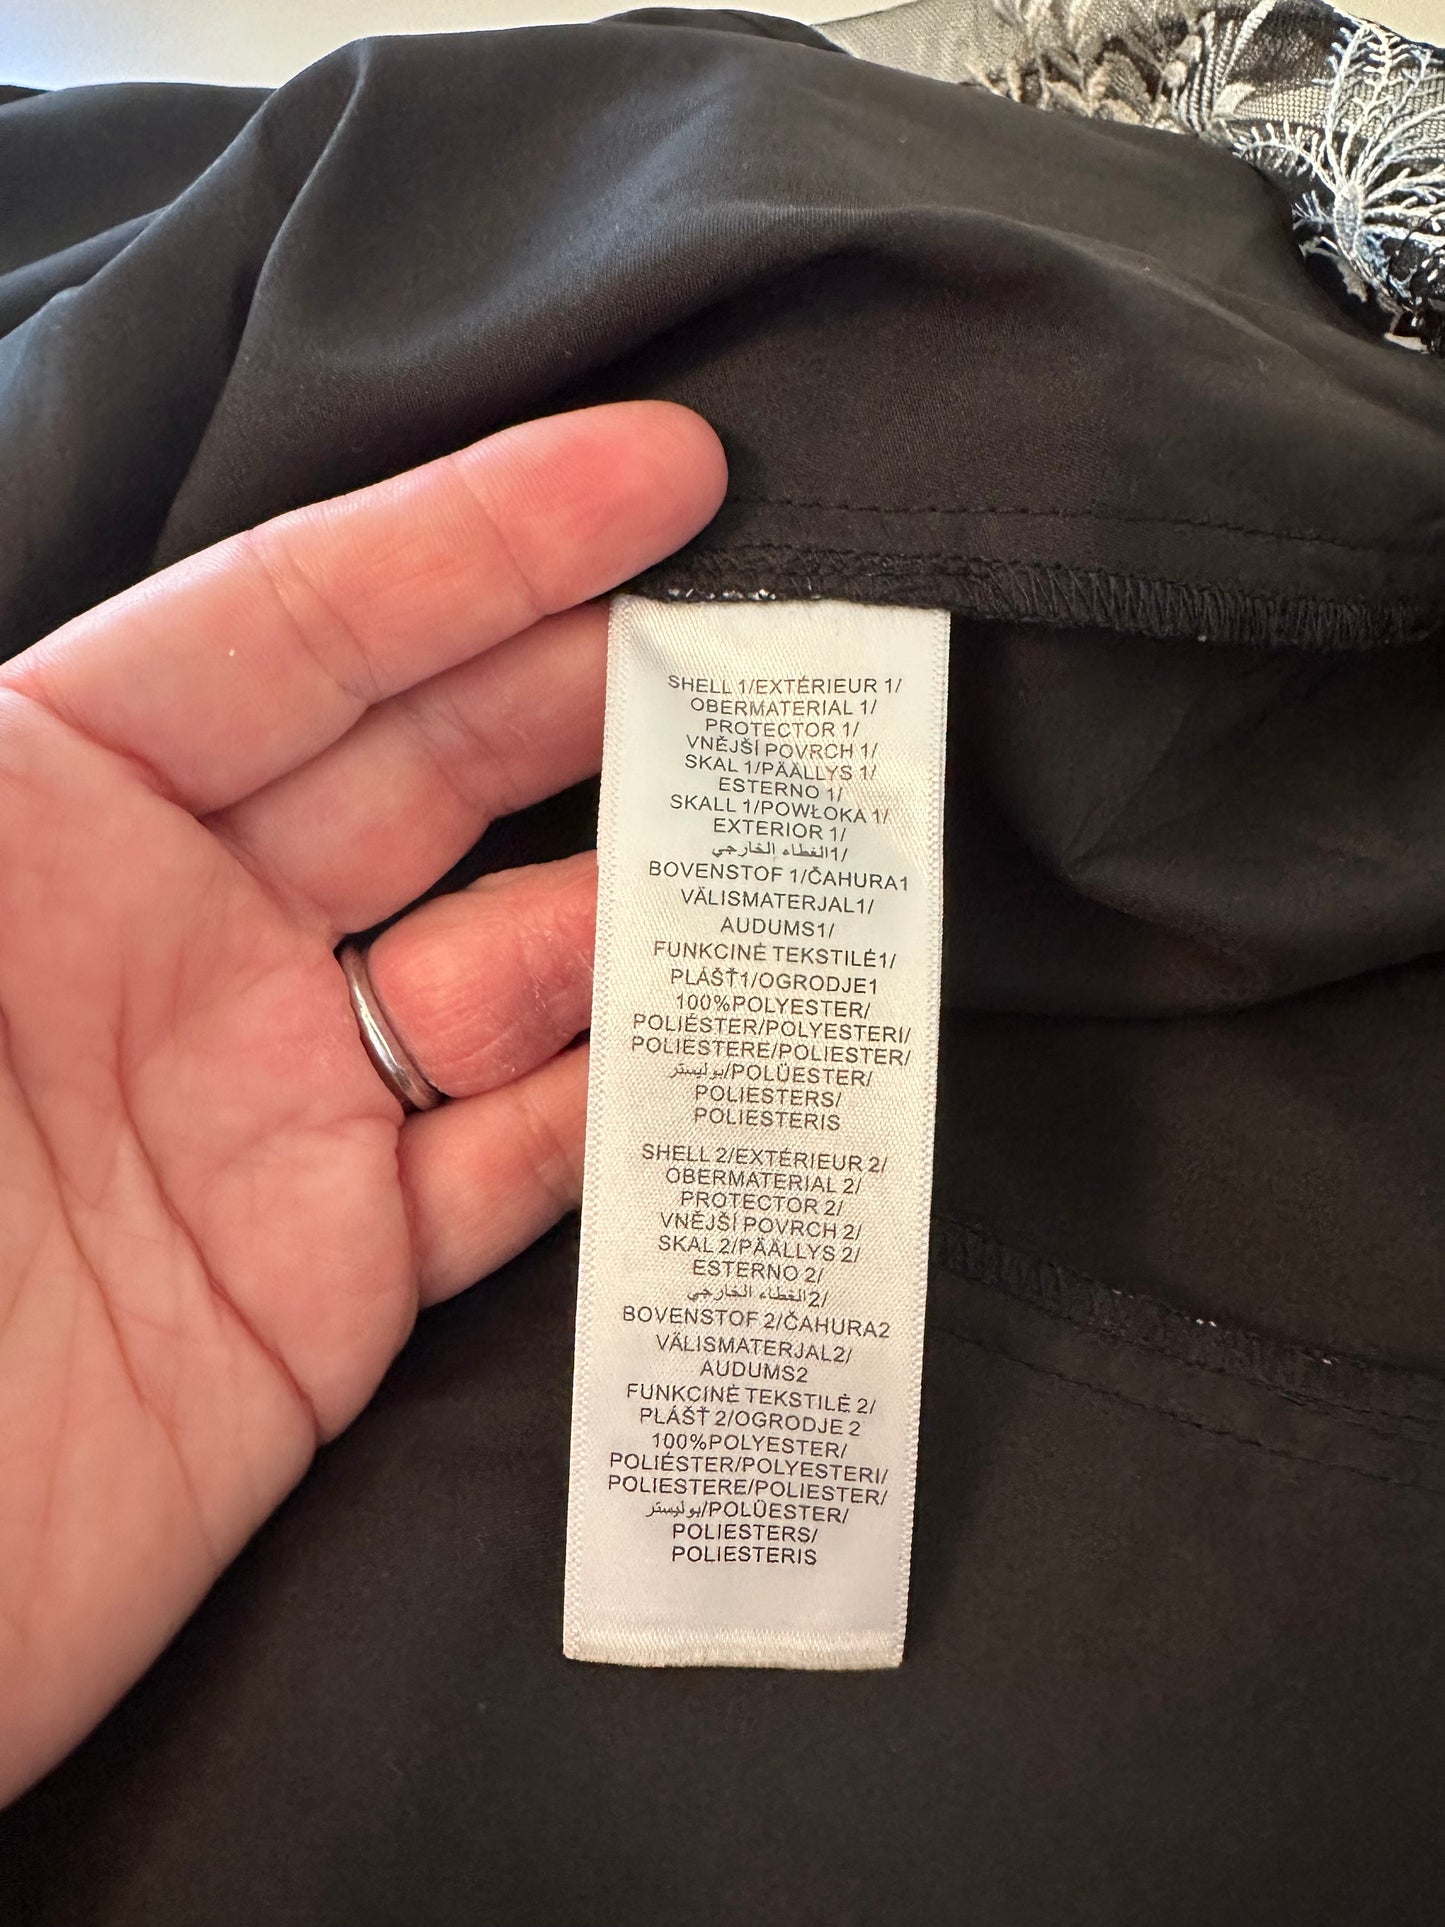 SHELL 1/EXTÉRIEUR 1/
OBERMATERIAL 1/
PROTECTOR 1/
VNĚJŠÍ POVRCH 1/
SKAL 1/PÄÄLLYS 1/
ESTERNO 1/
SKALL 1/POWŁOKA 1/
EXTERIOR 1/
الغطاء الخارجي1/
BOVENSTOF 1/ČAHURA1
VÄLISMATERJAL1/
AUDUMS1/
FUNKCINĖ TEKSTILĖ1/
PLÁŠŤ1/OGRODJE1
100%POLYESTER/
POLIÉSTER/POLYESTERI/
POLIESTERE/POLIESTER/
بوليستر/POLÜESTER/
POLIESTERS/
POLIESTERIS
SHELL 2/EXTÉRIEUR 2/
OBERMATERIAL 2/
PROTECTOR 2/
VNĚJŠÍ POVRCH 2/
SKAL 2/PÄÄLLYS 2/
ESTERNO 2/
الغطاء الخارجي2/
BOVENSTOF 2/ČAHURA2
VÄLISMATERJAL2/
AUDUMS2
FUNKCINĖ TEKSTILĖ 2/
PLÁŠŤ 2/OGRODJE 2
100%POLYESTER/
POLIÉSTER/POLYESTERI/
POLIESTERE/POLIESTER/
بوليستر/POLÜESTER/
POLIESTERS/
POLIESTERIS